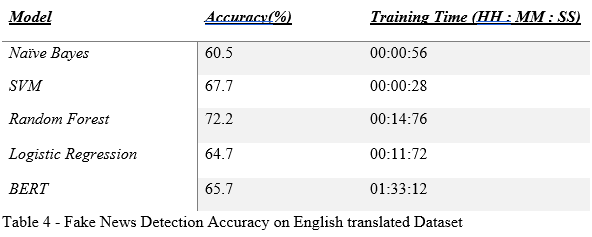 Model Accuracy(%) Training Time (HH : MM : SS)
Naïve Bayes 60.5 00:00:56
SVM 67.7 00:00:28
Random Forest 72.2 00:14:76
Logistic Regression 64.7 00:11:72
BERT 65.7 01:33:12
Table 4 - Fake News Detection Accuracy on English translated Dataset